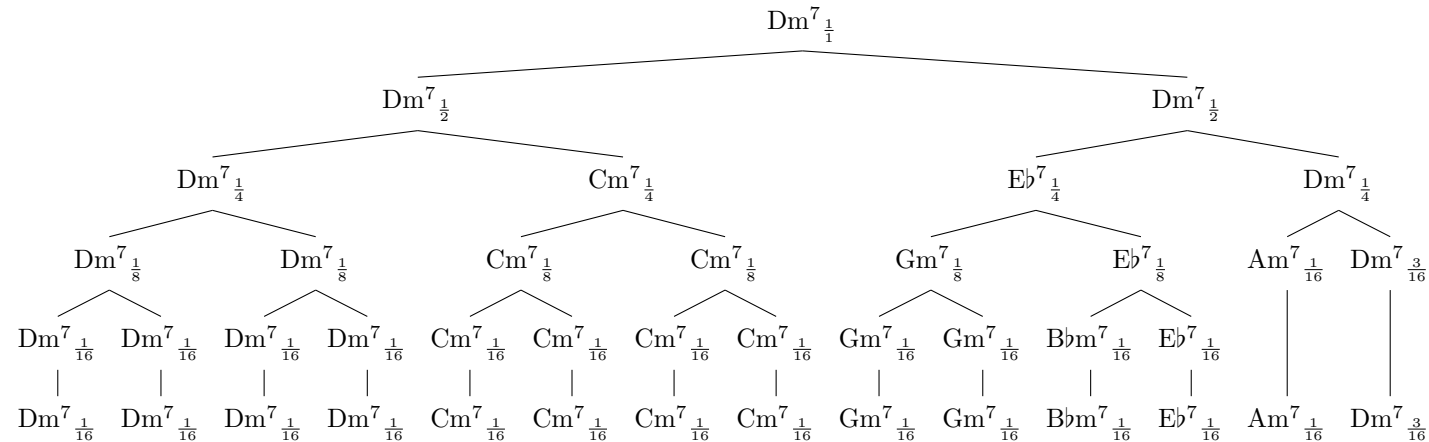 Dm⁷ 1/1
Dm⁷ 1/2 Dm⁷ 1/2
Dm⁷ 1/4 Cm⁷ 1/4 E♭⁷ 1/4 Dm⁷ 1/4
Dm⁷ 1/8 Dm⁷ 1/8 Cm⁷ 1/8 Cm⁷ 1/8 Gm⁷ 1/8 E♭⁷ 1/8 Am⁷ 1/16 Dm⁷ 3/16
Dm⁷ 1/16 Dm⁷ 1/16 Dm⁷ 1/16 Dm⁷ 1/16 Cm⁷ 1/16 Cm⁷ 1/16 Cm⁷ 1/16 Cm⁷ 1/16 Gm⁷ 1/16 Gm⁷ 1/16 B♭m⁷ 1/16 E♭⁷ 1/16
Dm⁷ 1/16 Dm⁷ 1/16 Dm⁷ 1/16 Dm⁷ 1/16 Cm⁷ 1/16 Cm⁷ 1/16 Cm⁷ 1/16 Cm⁷ 1/16 Gm⁷ 1/16 Gm⁷ 1/16 B♭m⁷ 1/16 E♭⁷ 1/16 Am⁷ 1/16 Dm⁷ 3/16